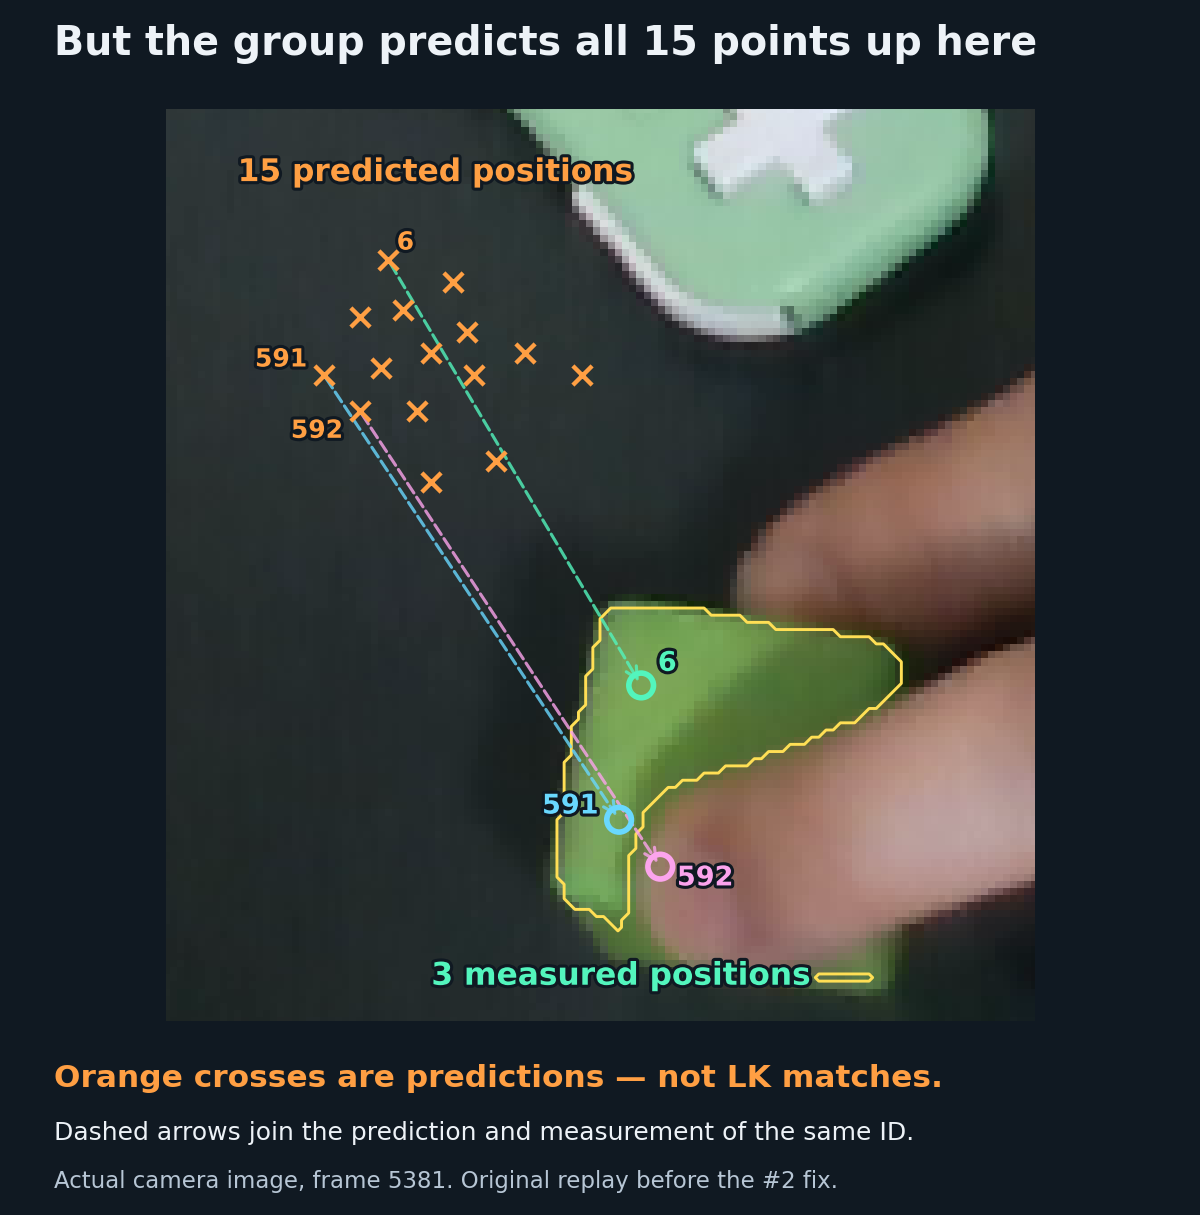 But the group predicts all 15 points up here
15 predicted positions
6
591
592
6
591
592
3 measured positions
Orange crosses are predictions — not LK matches.
Dashed arrows join the prediction and measurement of the same ID.
Actual camera image, frame 5381. Original replay before the #2 fix.